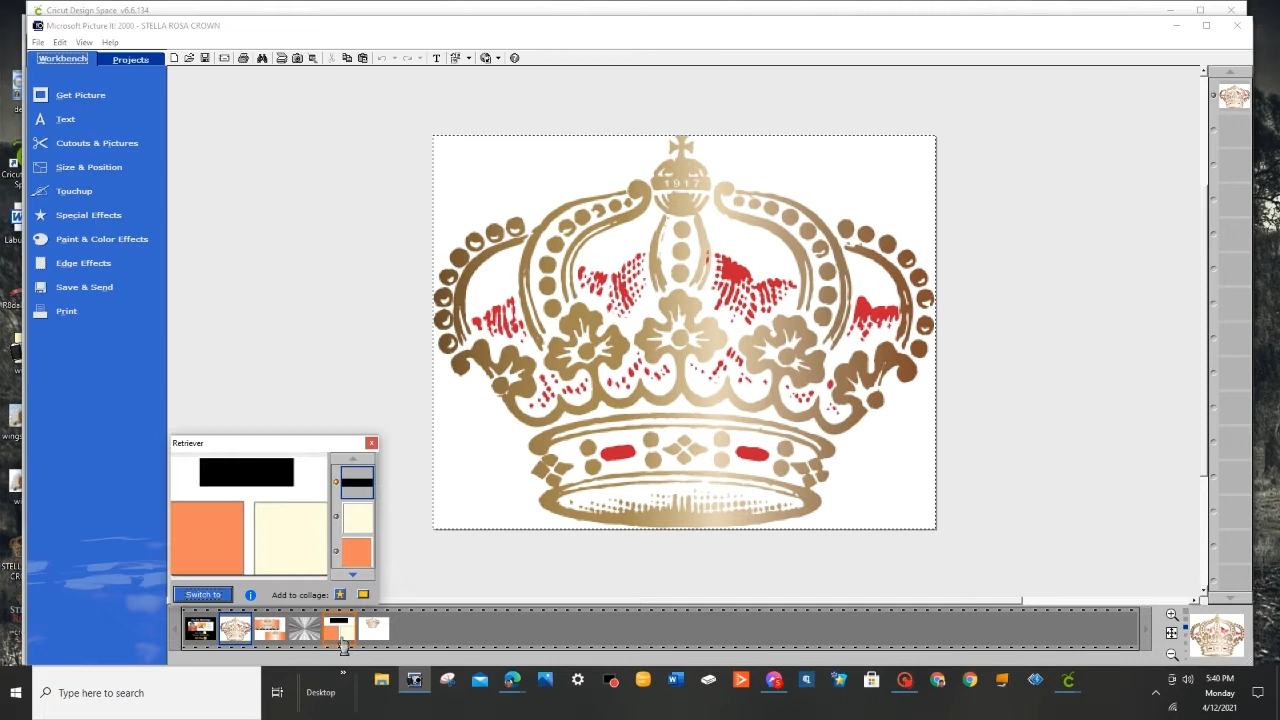 Cricut Design Space v6.6.134
Microsoft Picture It! 2000 - STELLA ROSA CROWN
File Edit View Help
Workbench Projects
Get Picture
Text
Cutouts & Pictures
Size & Position
Touchup
Special Effects
Paint & Color Effects
Edge Effects
Save & Send
Print
1917
Retriever
Switch to
Add to collage:
Type here to search
Desktop
5:40 PM
Monday
4/12/2021